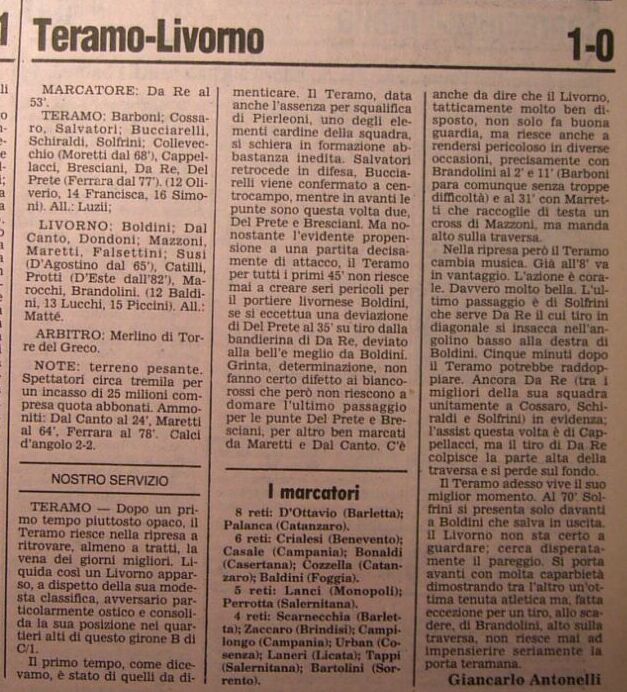 Teramo-Livorno
1-0
MARCATORE: Da Re al
53'.
TERAMO: Barboni; Cossa-
ro, Salvatori; Bucciarelli,
Schiraldi, Solfrini; Collevec-
chio (Moretti dal 68'), Cappel-
lacci, Bresciani, Da Re, Del
Prete (Ferrara dal 77'). (12 Oli-
verio, 14 Francisca, 16 Simo-
ni). All.: Luzii;
LIVORNO: Boldini; Dal
Canto, Dondoni; Mazzoni,
Maretti, Falsettini; Susi
(D'Agostino dal 65'), Catilli,
Protti (D'Este dall'82'), Ma-
rocchi, Brandolini. (12 Baldi-
ni, 13 Lucchi, 15 Piccini). All.:
Matté.
ARBITRO: Merlino di Tor-
re del Greco.
NOTE: terreno pesante.
Spettatori circa tremila per
un incasso di 25 milioni com-
presa quota abbonati. Ammo-
niti: Dal Canto al 24', Maretti
al 64', Ferrara al 78'. Calci
d'angolo 2-2.
NOSTRO SERVIZIO
TERAMO — Dopo un pri-
mo tempo piuttosto opaco, il
Teramo riesce nella ripresa a
ritrovare, almeno a tratti, la
vena dei giorni migliori. Li-
quida così un Livorno appar-
so, a dispetto della sua mode-
sta classifica, avversario par-
ticolarmente ostico e consoli-
da la sua posizione nei quar-
tieri alti di questo girone B di
C/1.
Il primo tempo, come dice-
vamo, è stato di quelli da di-
menticare. Il Teramo, data
anche l'assenza per squalifica
di Pierleoni, uno degli ele-
menti cardine della squadra,
si schiera in formazione ab-
bastanza inedita. Salvatori
retrocede in difesa, Buccia-
relli viene confermato a cen-
trocampo, mentre in avanti le
punte sono questa volta due,
Del Prete e Bresciani. Ma no-
nostante l'evidente propen-
sione a una partita decisa-
mente di attacco, il Teramo
per tutti i primi 45' non riesce
mai a creare seri pericoli per
il portiere livornese Boldini,
se si eccettua una deviazione
di Del Prete al 35' su tiro dalla
bandierina di Da Re, deviato
alla bell'e meglio da Boldini.
Grinta, determinazione, non
fanno certo difetto ai bianco-
rossi che però non riescono a
domare l'ultimo passaggio
per le punte Del Prete e Bre-
sciani, per altro ben marcati
da Maretti e Dal Canto. C'è
I marcatori
8 reti: D'Ottavio (Barletta);
Palanca (Catanzaro).
6 reti: Crialesi (Benevento);
Casale (Campania); Bonaldi
(Casertana); Cozzella (Catan-
zaro); Baldini (Foggia).
5 reti: Lanci (Monopoli);
Perrotta (Salernitana).
4 reti: Scarnecchia (Barlet-
ta); Zaccaro (Brindisi); Campi-
longo (Campania); Urban (Co-
senza); Laneri (Licata); Tappi
(Salernitana); Bartolini (Sor-
rento).
anche da dire che il Livorno,
tatticamente molto ben di-
sposto, non solo fa buona
guardia, ma riesce anche a
rendersi pericoloso in diverse
occasioni, precisamente con
Brandolini al 2' e 11' (Barboni
para comunque senza troppe
difficoltà) e al 31' con Marret-
ti che raccoglie di testa un
cross di Mazzoni, ma manda
alto sulla traversa.
Nella ripresa però il Teramo
cambia musica. Già all'8' va
in vantaggio. L'azione è cora-
le. Davvero molto bella. L'ul-
timo passaggio è di Solfrini
che serve Da Re il cui tiro in
diagonale si insacca nell'an-
golino basso alla destra di
Boldini. Cinque minuti dopo
il Teramo potrebbe raddop-
piare. Ancora Da Re (tra i
migliori della sua squadra
unitamente a Cossaro, Schi-
raldi e Solfrini) in evidenza;
l'assist questa volta è di Cap-
pellacci, ma il tiro di Da Re
colpisce la parte alta della
traversa e si perde sul fondo.
Il Teramo adesso vive il suo
miglior momento. Al 70' Sol-
frini si presenta solo davanti
a Boldini che salva in uscita.
il Livorno non sta certo a
guardare; cerca disperata-
mente il pareggio. Si porta
avanti con molta caparbietà
dimostrando tra l'altro un'ot-
tima tenuta atletica ma, fatta
eccezione per un tiro, allo sca-
dere, di Brandolini, alto sulla
traversa, non riesce mai ad
impensierire seriamente la
porta teramana.
Giancarlo Antonelli